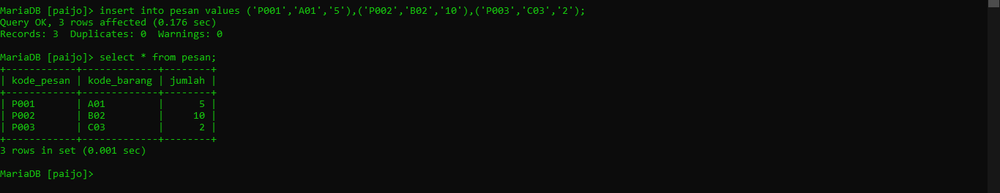 MariaDB [paijo]> insert into pesan values ('P001','A01','5'),('P002','B02','10'),('P003','C03','2');
Query OK, 3 rows affected (0.176 sec)
Records: 3  Duplicates: 0  Warnings: 0

MariaDB [paijo]> select * from pesan;
+------------+-------------+--------+
| kode_pesan | kode_barang | jumlah |
+------------+-------------+--------+
| P001       | A01         |      5 |
| P002       | B02         |     10 |
| P003       | C03         |      2 |
+------------+-------------+--------+
3 rows in set (0.001 sec)

MariaDB [paijo]>